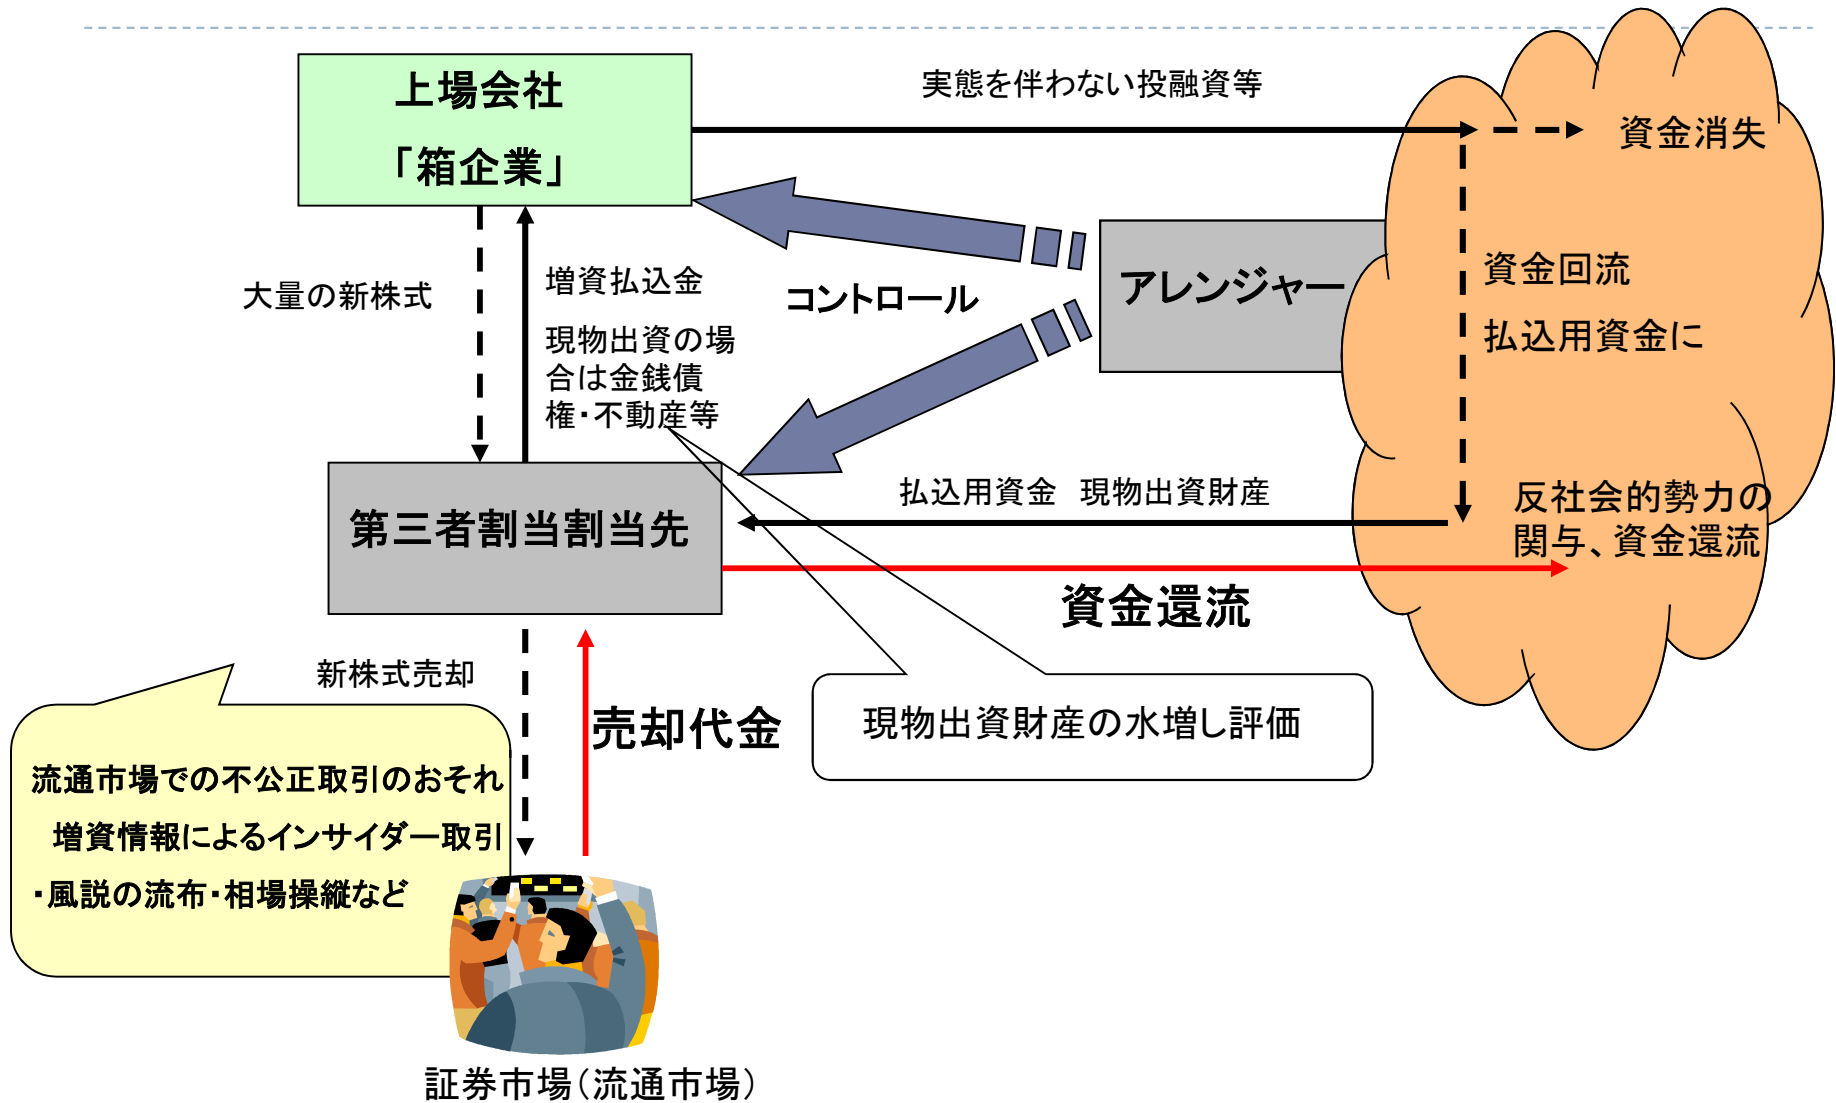 上場会社
「箱企業」
実態を伴わない投融資等
資金消失
大量の新株式
増資払込金
現物出資の場
合は金銭債
権・不動産等
コントロール
アレンジャー
資金回流
払込用資金に
第三者割当割当先
払込用資金　現物出資財産
反社会的勢力の
関与、資金還流
資金還流
新株式売却
売却代金
現物出資財産の水増し評価
流通市場での不公正取引のおそれ
増資情報によるインサイダー取引
・風説の流布・相場操縦など
証券市場（流通市場）